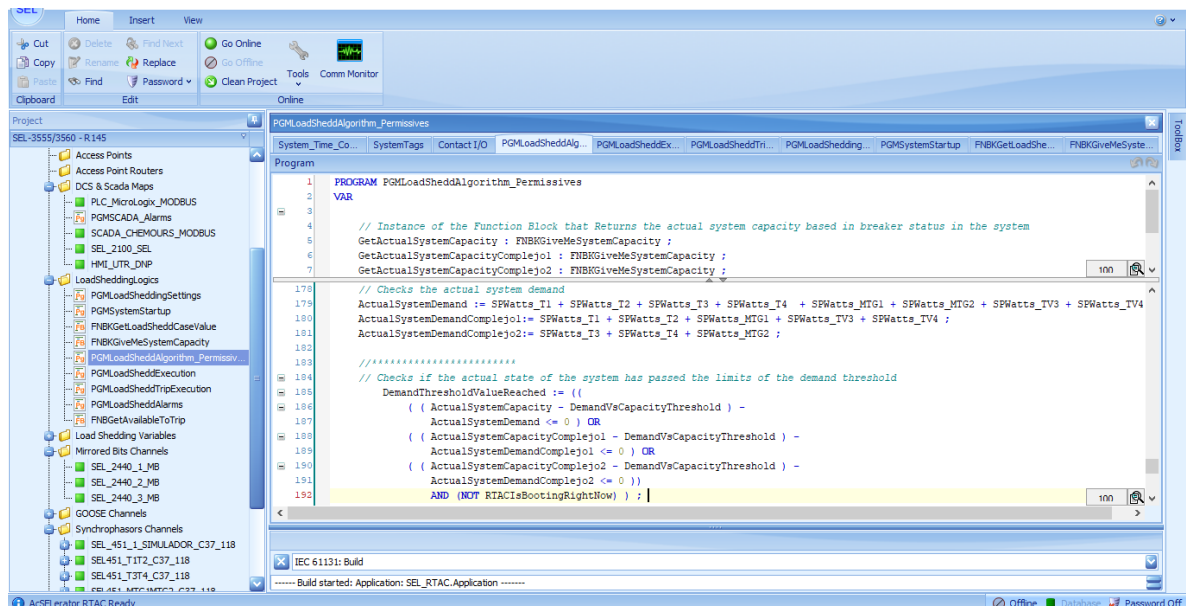 SEL
Home Insert View
Cut
Copy
Paste
Clipboard
Delete
Rename
Find
Find Next
Replace
Password
Edit
Go Online
Go Offline
Clean Project
Tools
Comm Monitor
Online
Project
SEL-3555/3560 - R145
Access Points
Access Point Routers
DCS & Scada Maps
PLC_MicroLogix_MODBUS
PGMSCADA_Alarms
SCADA_CHEMOURS_MODBUS
SEL_2100_SEL
HMI_UTR_DNP
LoadSheddingLogics
PGMLoadSheddingSettings
PGMSystemStartup
FNBKGetLoadSheddCaseValue
FNBKGiveMeSystemCapacity
PGMLoadSheddAlgorithm_Permissiv...
PGMLoadSheddExecution
PGMLoadSheddTripExecution
PGMLoadSheddAlarms
FNBGetAvailableToTrip
Load Shedding Variables
Mirrored Bits Channels
SEL_2440_1_MB
SEL_2440_2_MB
SEL_2440_3_MB
GOOSE Channels
Synchrophasors Channels
SEL_451_1_SIMULADOR_C37_118
SEL451_T1T2_C37_118
SEL451_T3T4_C37_118
SEL451_MTG1MTG2_C37_118
PGMLoadSheddAlgorithm_Permissives
System_Time_Co... SystemTags Contact I/O PGMLoadSheddAlg... PGMLoadSheddEx... PGMLoadSheddTri... PGMLoadShedding... PGMSystemStartup FNBKGetLoadShe... FNBKGiveMeSyste...
Program
1 PROGRAM PGMLoadSheddAlgorithm_Permissives
2 VAR
3
4 // Instance of the Function Block that Returns the actual system capacity based in breaker status in the system
5 GetActualSystemCapacity : FNBKGiveMeSystemCapacity ;
6 GetActualSystemCapacityComplejo1 : FNBKGiveMeSystemCapacity ;
7 GetActualSystemCapacityComplejo2 : FNBKGiveMeSystemCapacity ;
100
178 // Checks the actual system demand
179 ActualSystemDemand := SPWatts_T1 + SPWatts_T2 + SPWatts_T3 + SPWatts_T4 + SPWatts_MTG1 + SPWatts_MTG2 + SPWatts_TV3 + SPWatts_TV4
180 ActualSystemDemandComplejo1:= SPWatts_T1 + SPWatts_T2 + SPWatts_MTG1 + SPWatts_TV3 + SPWatts_TV4 ;
181 ActualSystemDemandComplejo2:= SPWatts_T3 + SPWatts_T4 + SPWatts_MTG2 ;
182
183 //************************
184 // Checks if the actual state of the system has passed the limits of the demand threshold
185 DemandThresholdValueReached := ((
186 ( ( ActualSystemCapacity - DemandVsCapacityThreshold ) -
187 ActualSystemDemand <= 0 ) OR
188 ( ( ActualSystemCapacityComplejo1 - DemandVsCapacityThreshold ) -
189 ActualSystemDemandComplejo1 <= 0 ) OR
190 ( ( ActualSystemCapacityComplejo2 - DemandVsCapacityThreshold ) -
191 ActualSystemDemandComplejo2 <= 0 ))
192 AND (NOT RTACIsBootingRightNow) ) ;
100
IEC 61131: Build
------ Build started: Application: SEL_RTAC.Application -------
ToolBox
AcSELerator RTAC Ready
Offline Database Password Off